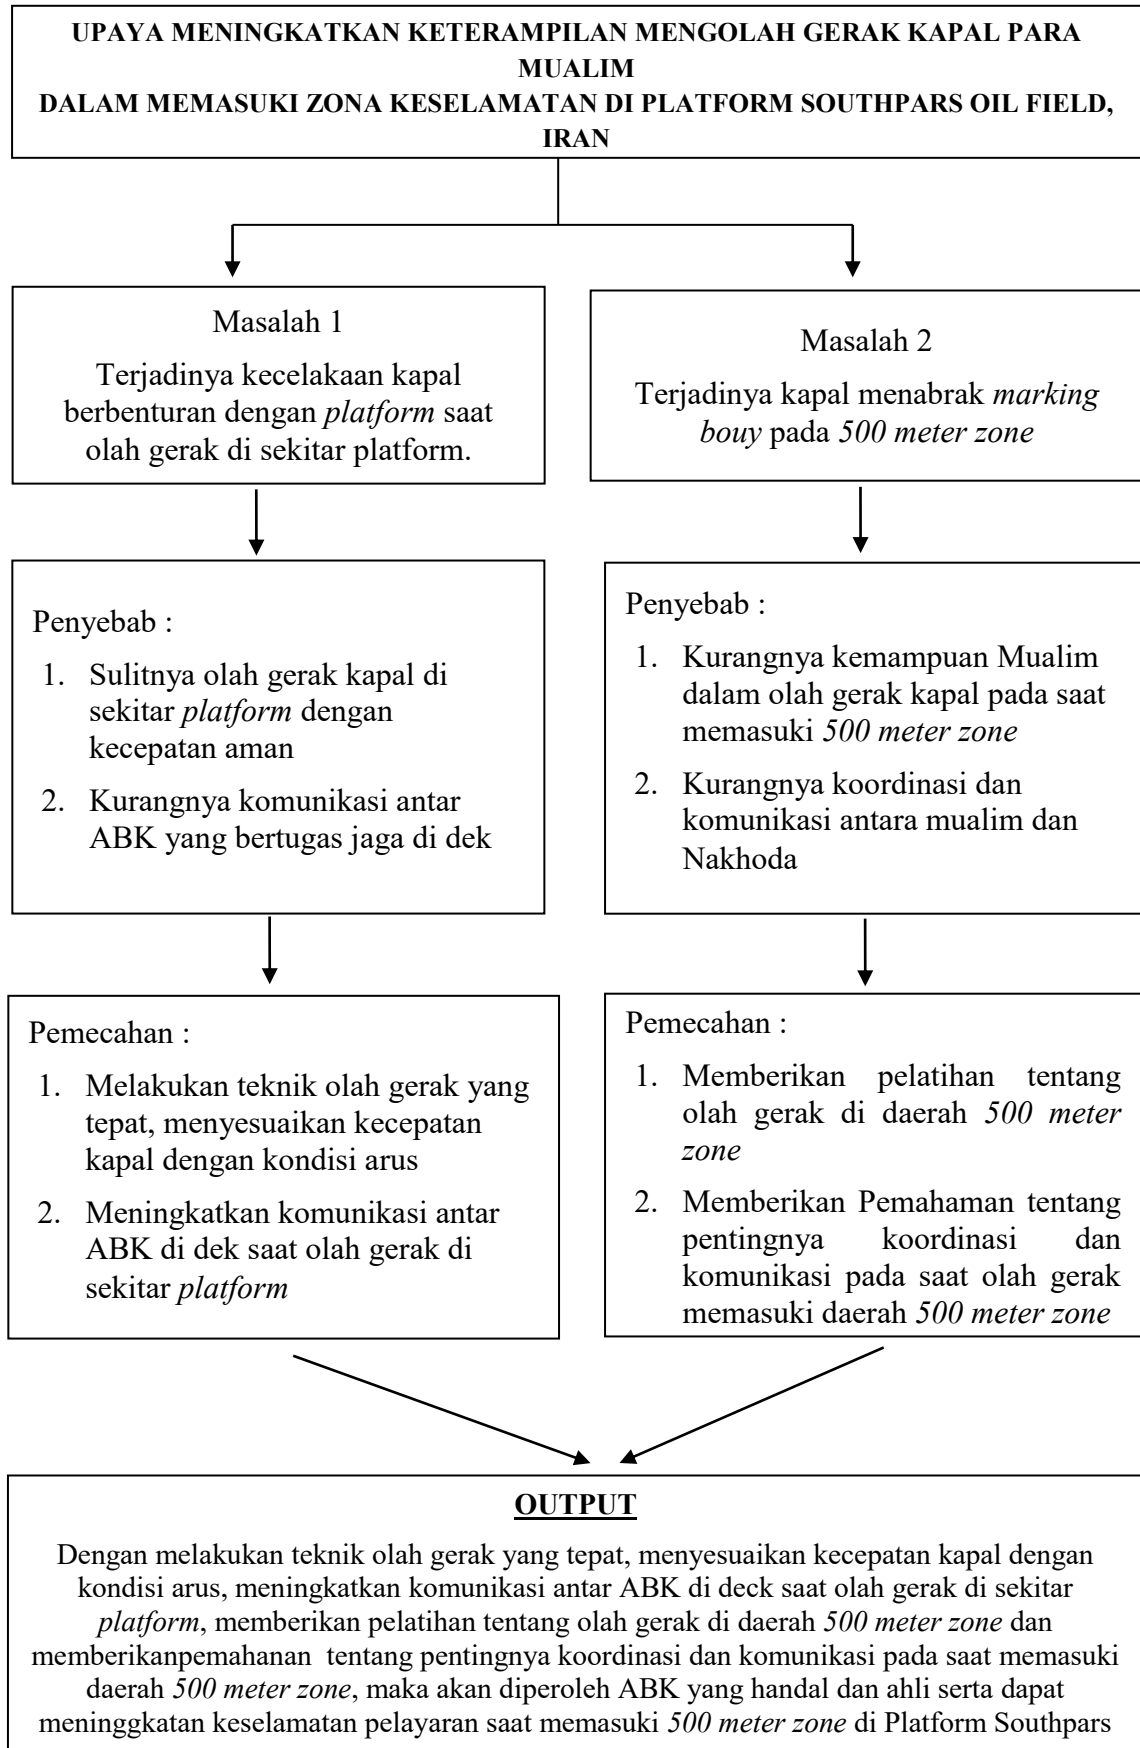 UPAYA MENINGKATKAN KETERAMPILAN MENGOLAH GERAK KAPAL PARA
MUALIM
DALAM MEMASUKI ZONA KESELAMATAN DI PLATFORM SOUTHPARS OIL FIELD,
IRAN
Masalah 1
Terjadinya kecelakaan kapal
berbenturan dengan platform saat
olah gerak di sekitar platform.
Masalah 2
Terjadinya kapal menabrak marking
bouy pada 500 meter zone
Penyebab :
1. Sulitnya olah gerak kapal di
sekitar platform dengan
kecepatan aman
2. Kurangnya komunikasi antar
ABK yang bertugas jaga di dek
Penyebab :
1. Kurangnya kemampuan Mualim
dalam olah gerak kapal pada saat
memasuki 500 meter zone
2. Kurangnya koordinasi dan
komunikasi antara mualim dan
Nakhoda
Pemecahan :
1. Melakukan teknik olah gerak yang
tepat, menyesuaikan kecepatan
kapal dengan kondisi arus
2. Meningkatkan komunikasi antar
ABK di dek saat olah gerak di
sekitar platform
Pemecahan :
1. Memberikan pelatihan tentang
olah gerak di daerah 500 meter
zone
2. Memberikan Pemahaman tentang
pentingnya koordinasi dan
komunikasi pada saat olah gerak
memasuki daerah 500 meter zone
OUTPUT
Dengan melakukan teknik olah gerak yang tepat, menyesuaikan kecepatan kapal dengan
kondisi arus, meningkatkan komunikasi antar ABK di deck saat olah gerak di sekitar
platform, memberikan pelatihan tentang olah gerak di daerah 500 meter zone dan
memberikanpemahanan tentang pentingnya koordinasi dan komunikasi pada saat memasuki
daerah 500 meter zone, maka akan diperoleh ABK yang handal dan ahli serta dapat
meninggkatan keselamatan pelayaran saat memasuki 500 meter zone di Platform Southpars